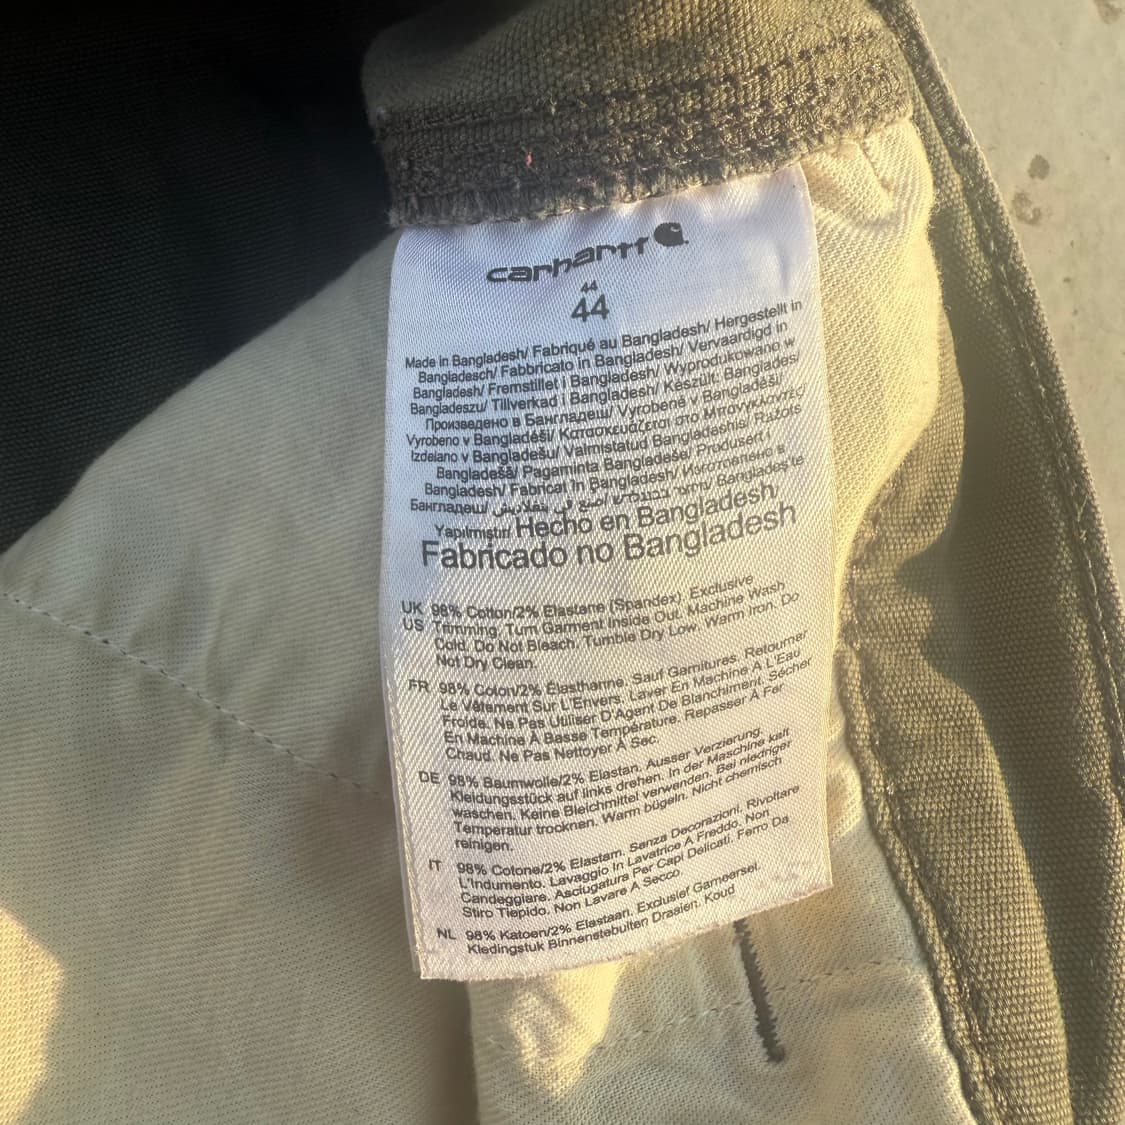 carhartt
44
44
Made in Bangladesh/ Fabriqué au Bangladesh/ Hergestellt in
Bangladesch/ Fabbricato in Bangladesh/ Vervaardigd in
Bangladesh/ Fremstillet i Bangladesh/ Wyprodukowano w
Bangladeszu/ Tillverkad i Bangladesh/ Készült: Banglades/
Произведено в Бангладеш/ Vyrobené v Bangladéši/
Vyrobeno v Bangladéši/ Κατασκευάζεται στο Μπανγκλαντές/
Izdelano v Bangladešu/ Valmistatud Bangladeshis/ Ražots
Bangladešā/ Pagaminta Bangladeše/ Produsert i
Bangladesh/ Fabricat în Bangladesh/ Изготовлено в
Бангладеш/ صنع في بنغلاديش/ Bangladeş'te
Yapılmıştır/ Hecho en Bangladesh
Fabricado no Bangladesh
UK 98% Cotton/2% Elastane (Spandex). Exclusive
US Trimming. Turn Garment Inside Out. Machine Wash
Cold. Do Not Bleach. Tumble Dry Low. Warm Iron. Do
Not Dry Clean.
FR 98% Coton/2% Élasthanne. Sauf Garnitures. Retourner
Le Vêtement Sur L'Envers. Laver En Machine À L'Eau
Froide. Ne Pas Utiliser D'Agent De Blanchiment. Sécher
En Machine À Basse Température. Repasser À Fer
Chaud. Ne Pas Nettoyer À Sec.
DE 98% Baumwolle/2% Elastan. Ausser Verzierung.
Kleidungsstück auf links drehen. In der Maschine kalt
waschen. Keine Bleichmittel verwenden. Bei niedriger
Temperatur trocknen. Warm bügeln. Nicht chemisch
reinigen.
IT 98% Cotone/2% Elastam. Senza Decorazioni. Rivoltare
L'Indumento. Lavaggio In Lavatrice A Freddo. Non
Candeggiare. Asciugatura Per Capi Delicati. Ferro Da
Stiro Tiepido. Non Lavare A Secco.
NL 98% Katoen/2% Elastaan. Exclusief Garneersel.
Kledingstuk Binnenstebuiten Draaien. Koud